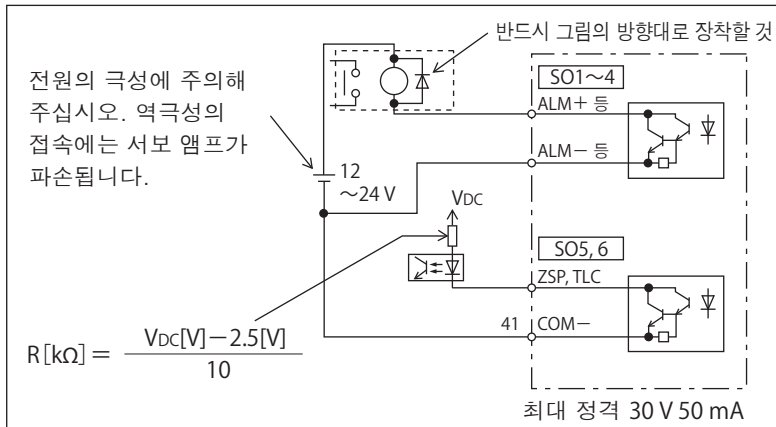 반드시 그림의 방향대로 장착할 것
전원의 극성에 주의해
주십시오. 역극성의
접속에는 서보 앰프가
파손됩니다.
SO1～4
ALM＋ 등
ALM－ 등
12
～24 V
VDC
SO5, 6
ZSP, TLC
41 COM－
R[kΩ]＝ VDC[V]－2.5[V]
10
최대 정격 30 V 50 mA